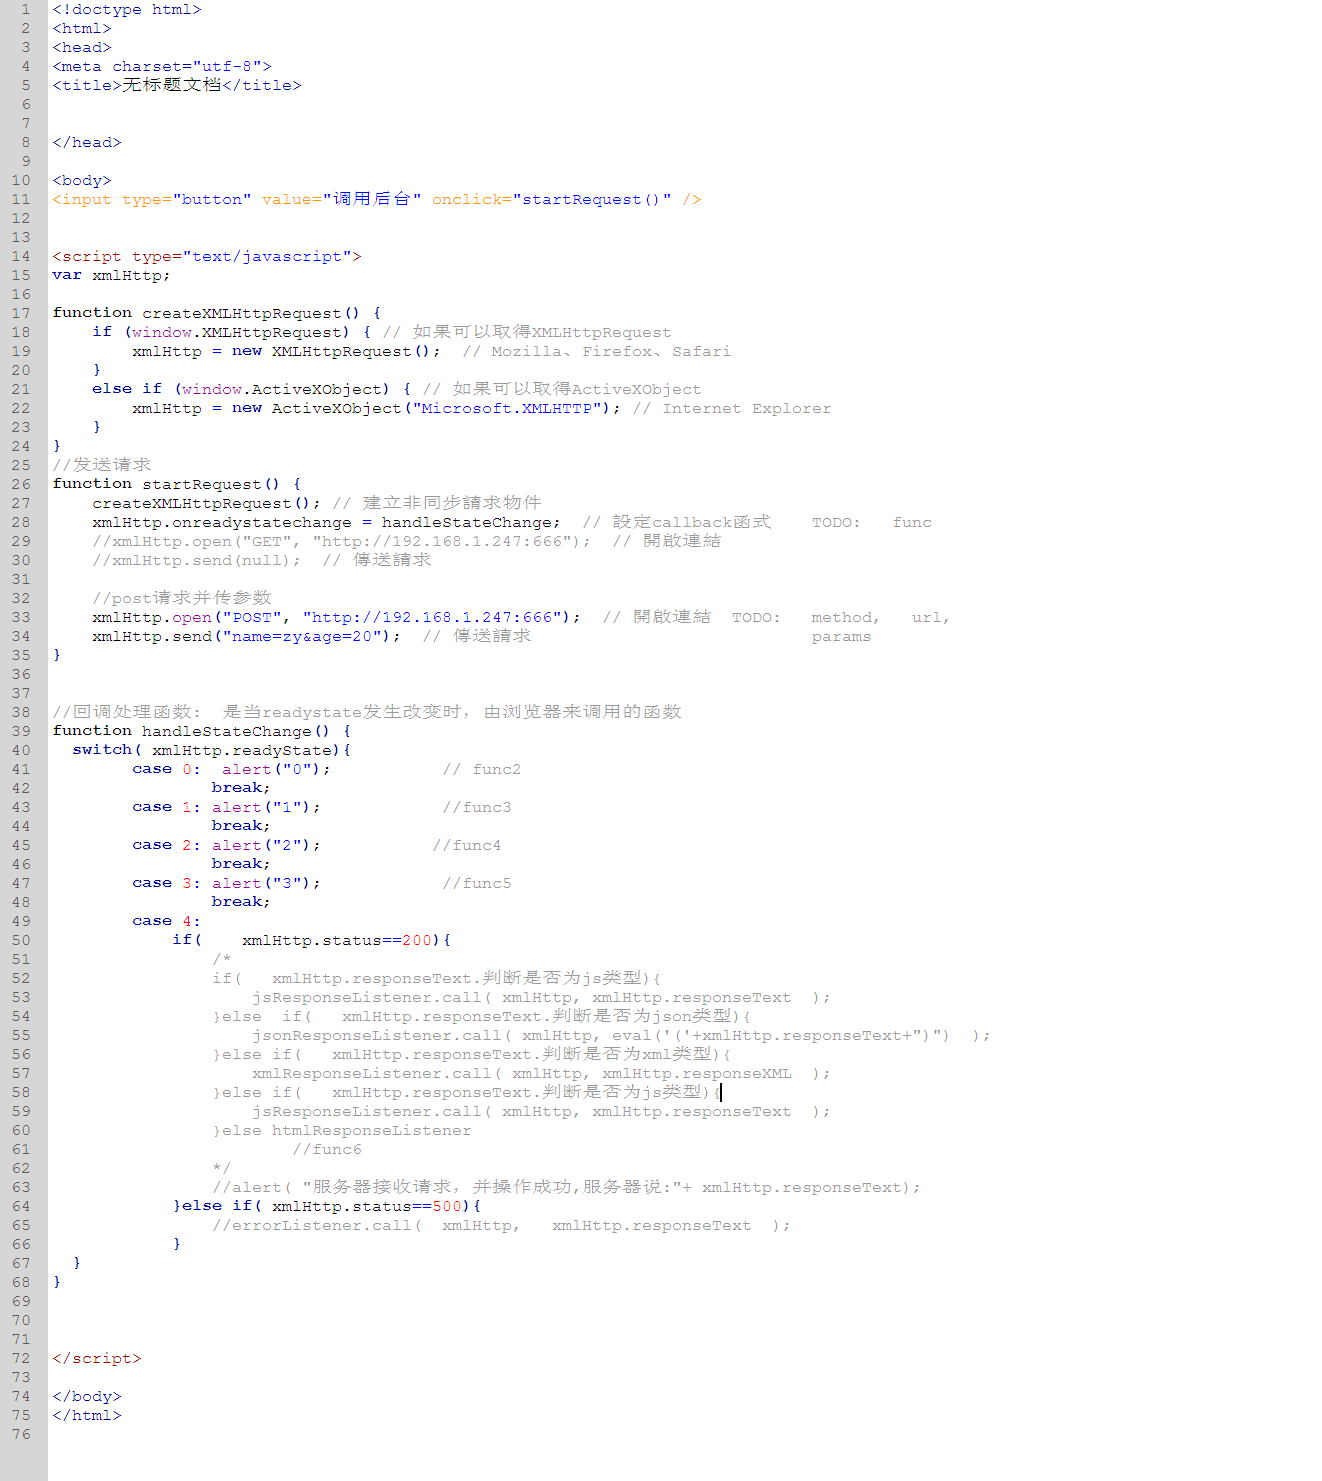 1 <!doctype html>
2 <html>
3 <head>
4 <meta charset="utf-8">
5 <title>无标题文档</title>
6
7
8 </head>
9
10 <body>
11 <input type="button" value="调用后台" onclick="startRequest()" />
12
13
14 <script type="text/javascript">
15 var xmlHttp;
16
17 function createXMLHttpRequest() {
18     if (window.XMLHttpRequest) { // 如果可以取得XMLHttpRequest
19         xmlHttp = new XMLHttpRequest();  // Mozilla、Firefox、Safari
20     }
21     else if (window.ActiveXObject) { // 如果可以取得ActiveXObject
22         xmlHttp = new ActiveXObject("Microsoft.XMLHTTP"); // Internet Explorer
23     }
24 }
25 //发送请求
26 function startRequest() {
27     createXMLHttpRequest(); // 建立非同步請求物件
28     xmlHttp.onreadystatechange = handleStateChange;  // 設定callback函式    TODO:   func
29     //xmlHttp.open("GET", "http://192.168.1.247:666");  // 開啟連結
30     //xmlHttp.send(null);  // 傳送請求
31
32     //post请求并传参数
33     xmlHttp.open("POST", "http://192.168.1.247:666");  // 開啟連結  TODO:   method,   url,
34     xmlHttp.send("name=zy&age=20");  // 傳送請求                            params
35 }
36
37
38 //回调处理函数:  是当readystate发生改变时，由浏览器来调用的函数
39 function handleStateChange() {
40   switch( xmlHttp.readyState){
41         case 0:  alert("0");           // func2
42                 break;
43         case 1: alert("1");            //func3
44                 break;
45         case 2: alert("2");           //func4
46                 break;
47         case 3: alert("3");            //func5
48                 break;
49         case 4:
50             if(    xmlHttp.status==200){
51                 /*
52                 if(   xmlHttp.responseText.判断是否为js类型){
53                     jsResponseListener.call( xmlHttp, xmlHttp.responseText  );
54                 }else  if(   xmlHttp.responseText.判断是否为json类型){
55                     jsonResponseListener.call( xmlHttp, eval('('+xmlHttp.responseText+")")  );
56                 }else if(   xmlHttp.responseText.判断是否为xml类型){
57                     xmlResponseListener.call( xmlHttp, xmlHttp.responseXML  );
58                 }else if(   xmlHttp.responseText.判断是否为js类型){
59                     jsResponseListener.call( xmlHttp, xmlHttp.responseText  );
60                 }else htmlResponseListener
61                         //func6
62                 */
63                 //alert( "服务器接收请求，并操作成功,服务器说:"+ xmlHttp.responseText);
64             }else if( xmlHttp.status==500){
65                 //errorListener.call(  xmlHttp,   xmlHttp.responseText  );
66             }
67   }
68 }
69
70
71
72 </script>
73
74 </body>
75 </html>
76